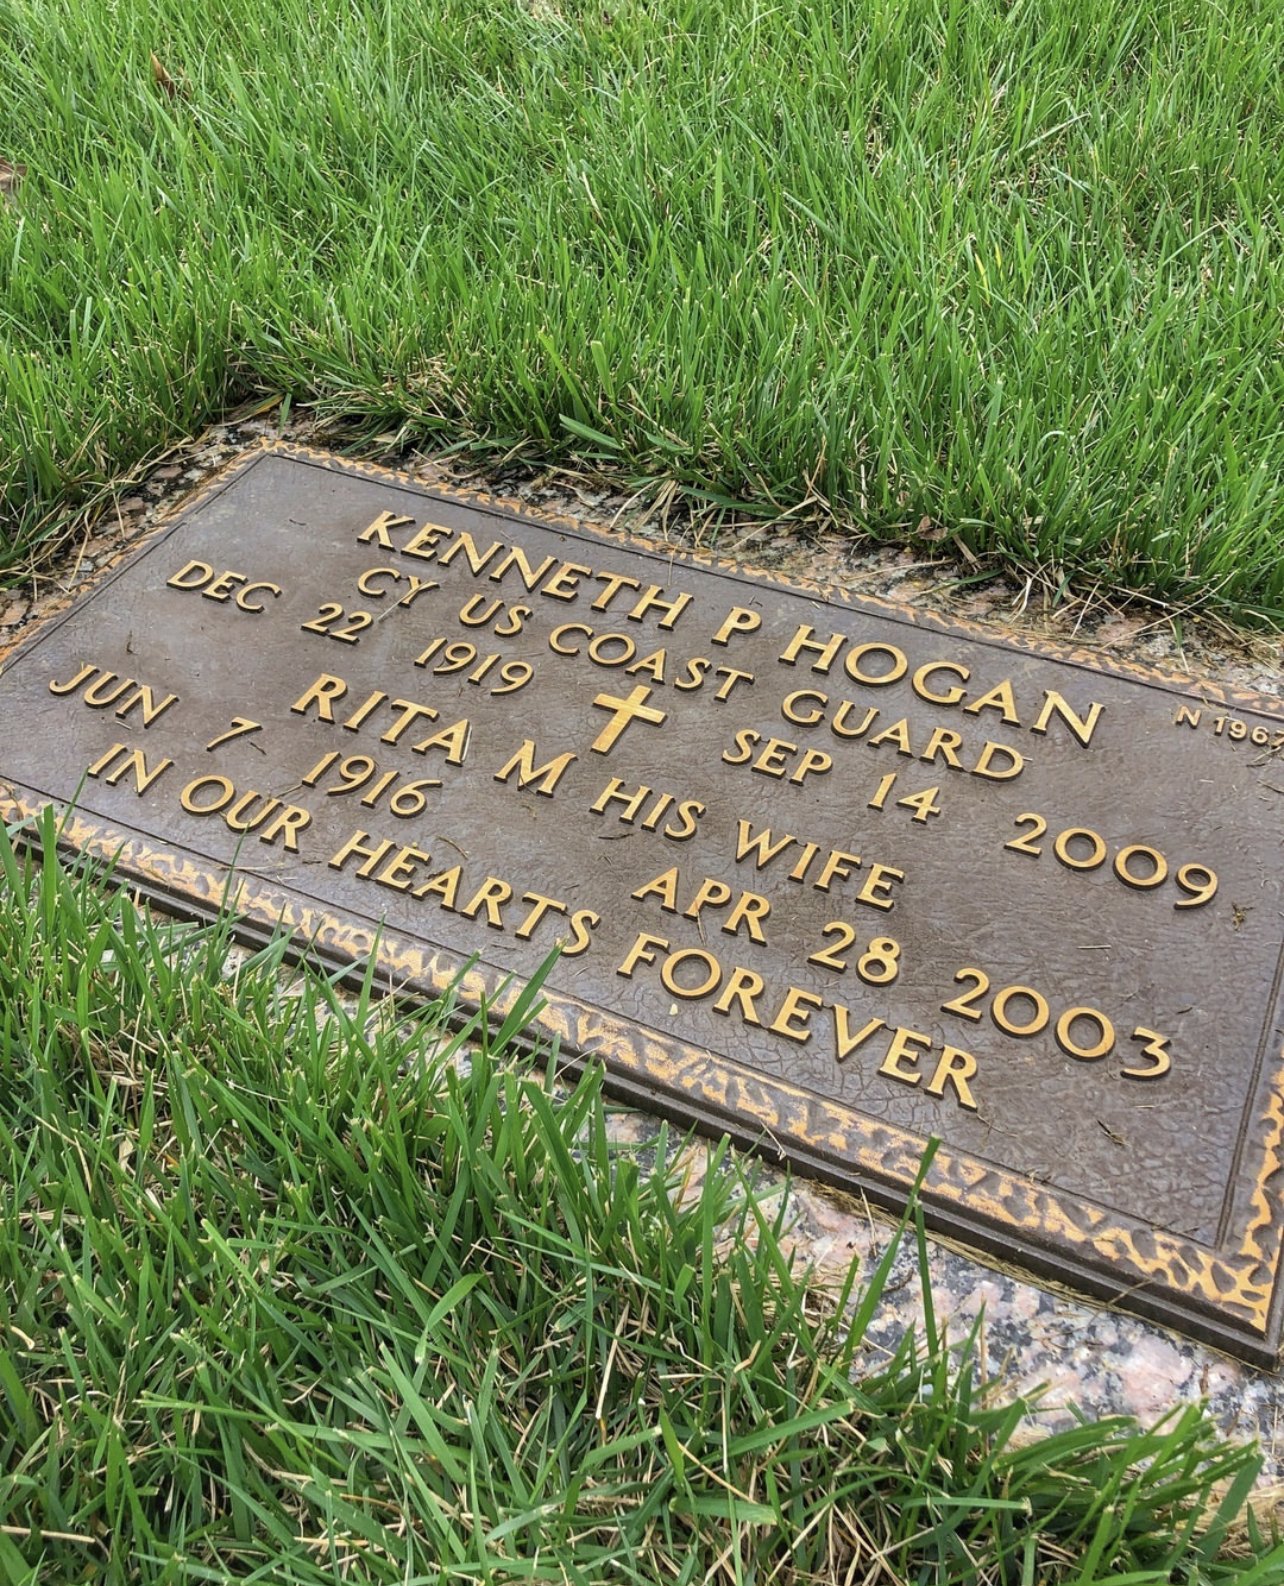 KENNETH P HOGAN
CY US COAST GUARD
DEC 22 1919 SEP 14 2009
RITA M HIS WIFE
JUN 7 1916 APR 28 2003
IN OUR HEARTS FOREVER
N